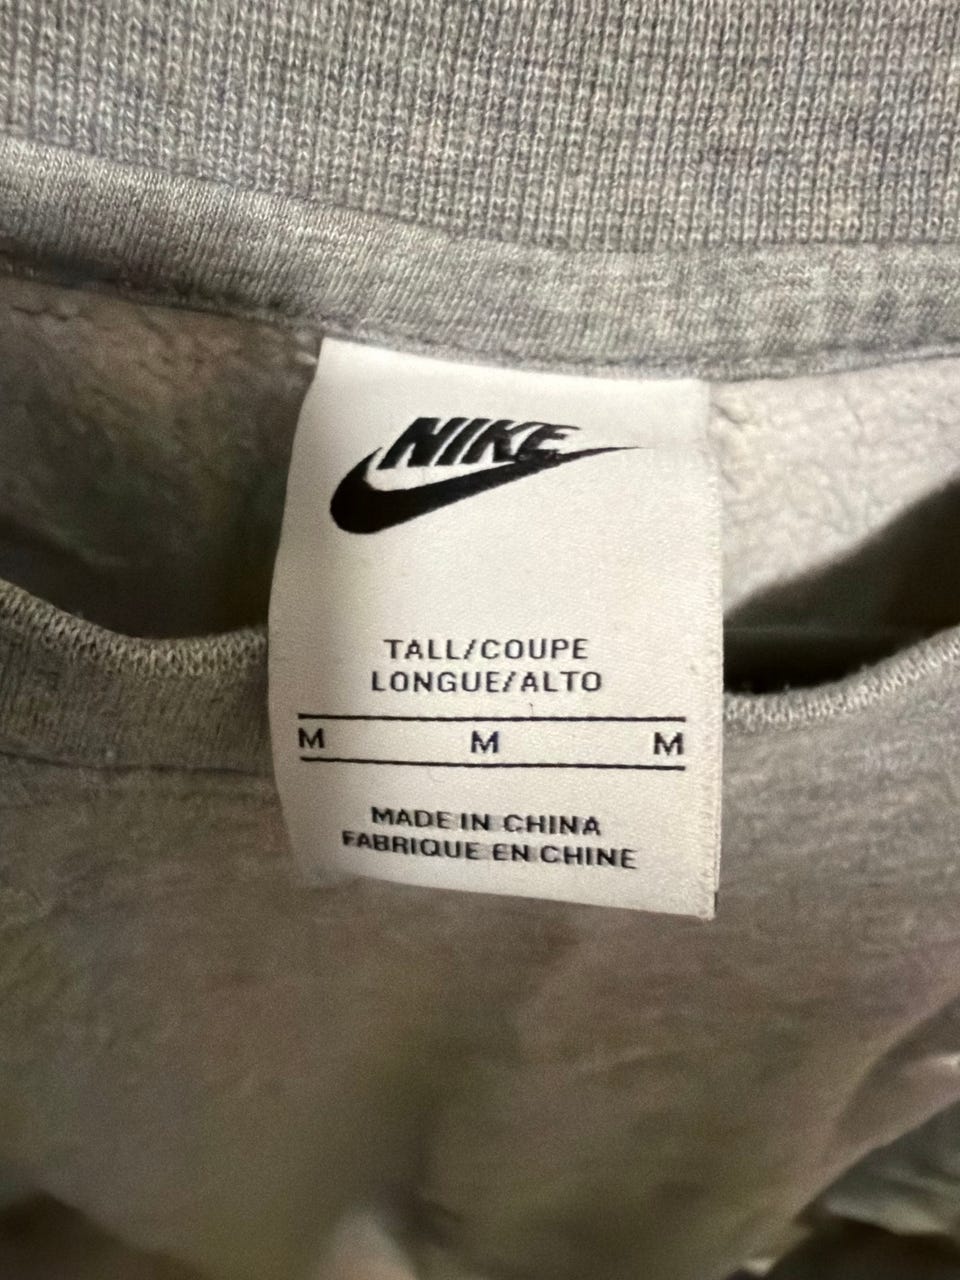 NIKE
TALL/COUPE
LONGUE/ALTO
M M M
MADE IN CHINA
FABRIQUE EN CHINE